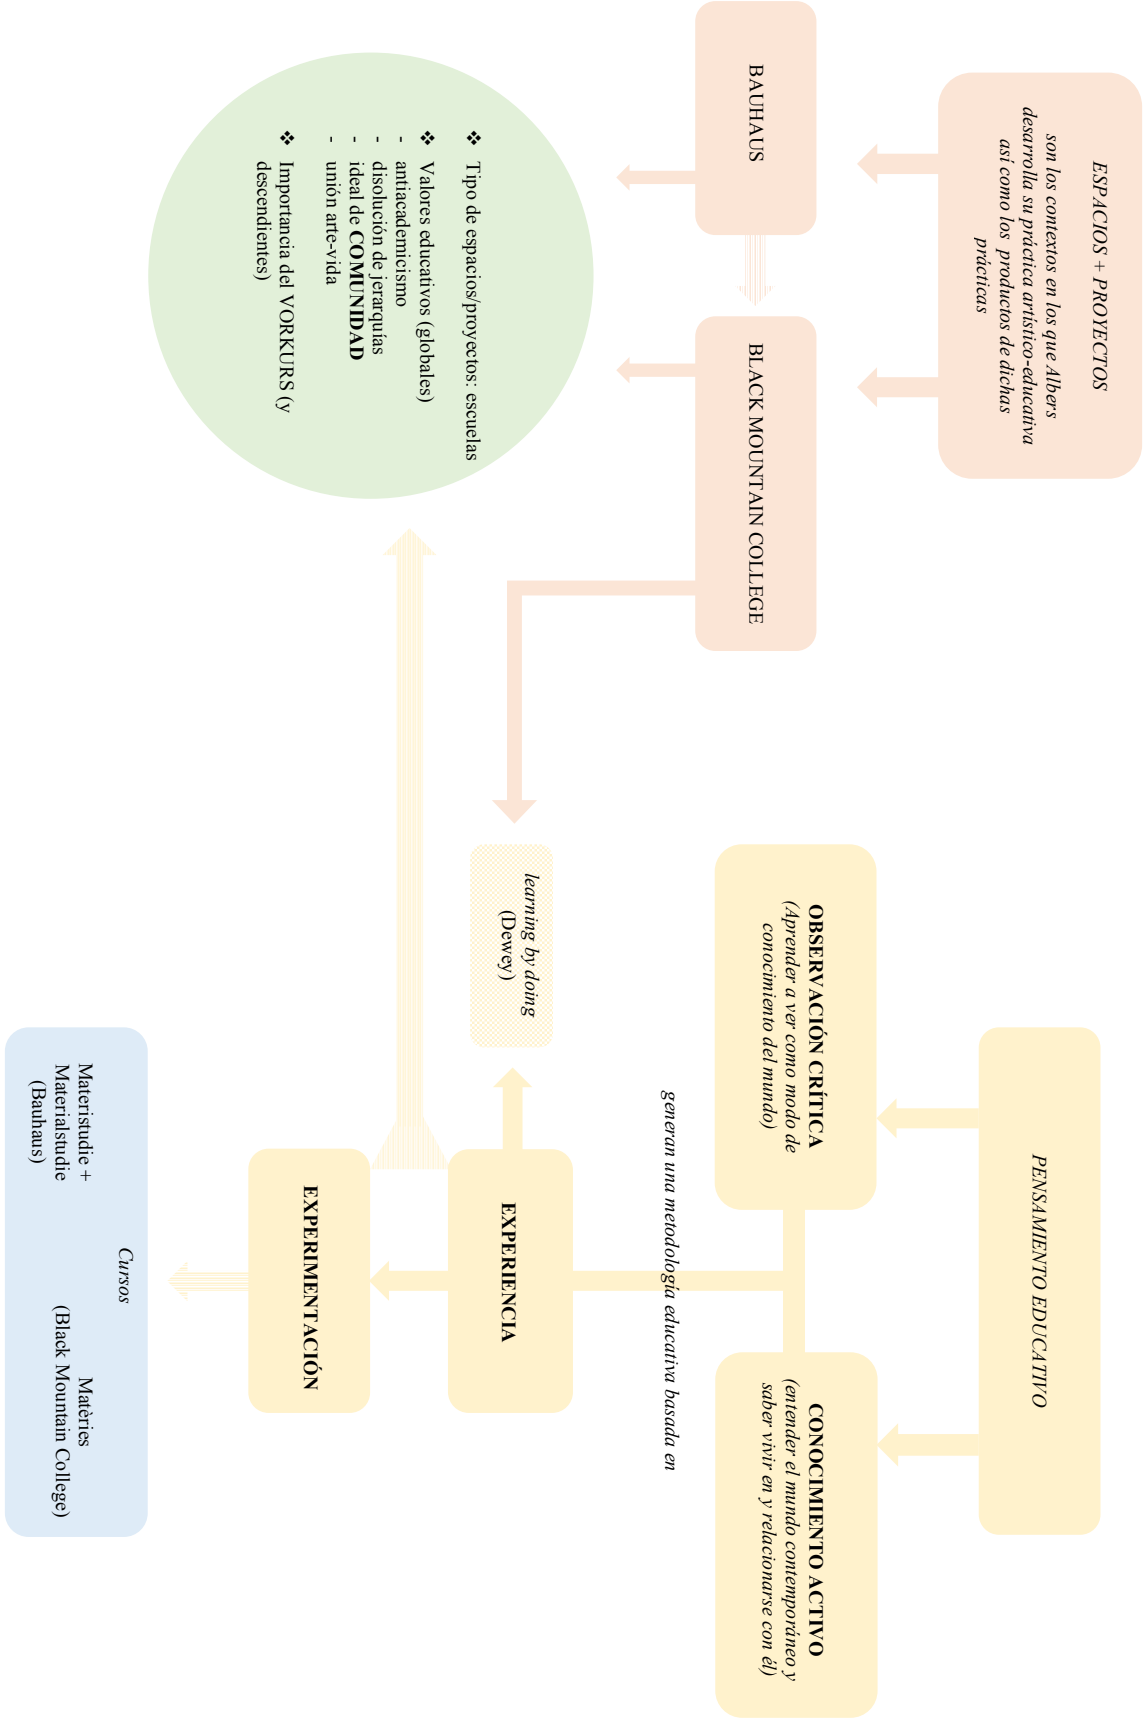 ESPACIOS + PROYECTOS
son los contextos en los que Albers
desarrolla su práctica artístico-educativa
así como los productos de dichas
prácticas
BAUHAUS
BLACK MOUNTAIN COLLEGE
❖ Tipo de espacios/proyectos: escuelas
❖ Valores educativos (globales)
- antiacademicismo
- disolución de jerarquías
- ideal de COMUNIDAD
- unión arte-vida
❖ Importancia del VORKURS (y
descendientes)
PENSAMIENTO EDUCATIVO
OBSERVACIÓN CRÍTICA
(Aprender a ver como modo de
conocimiento del mundo)
CONOCIMIENTO ACTIVO
(entender el mundo contemporáneo y
saber vivir en y relacionarse con él)
generan una metodología educativa basada en
learning by doing
(Dewey)
EXPERIENCIA
EXPERIMENTACIÓN
Cursos
Materistudie +
Materialstudie
(Bauhaus)
Matèries
(Black Mountain College)